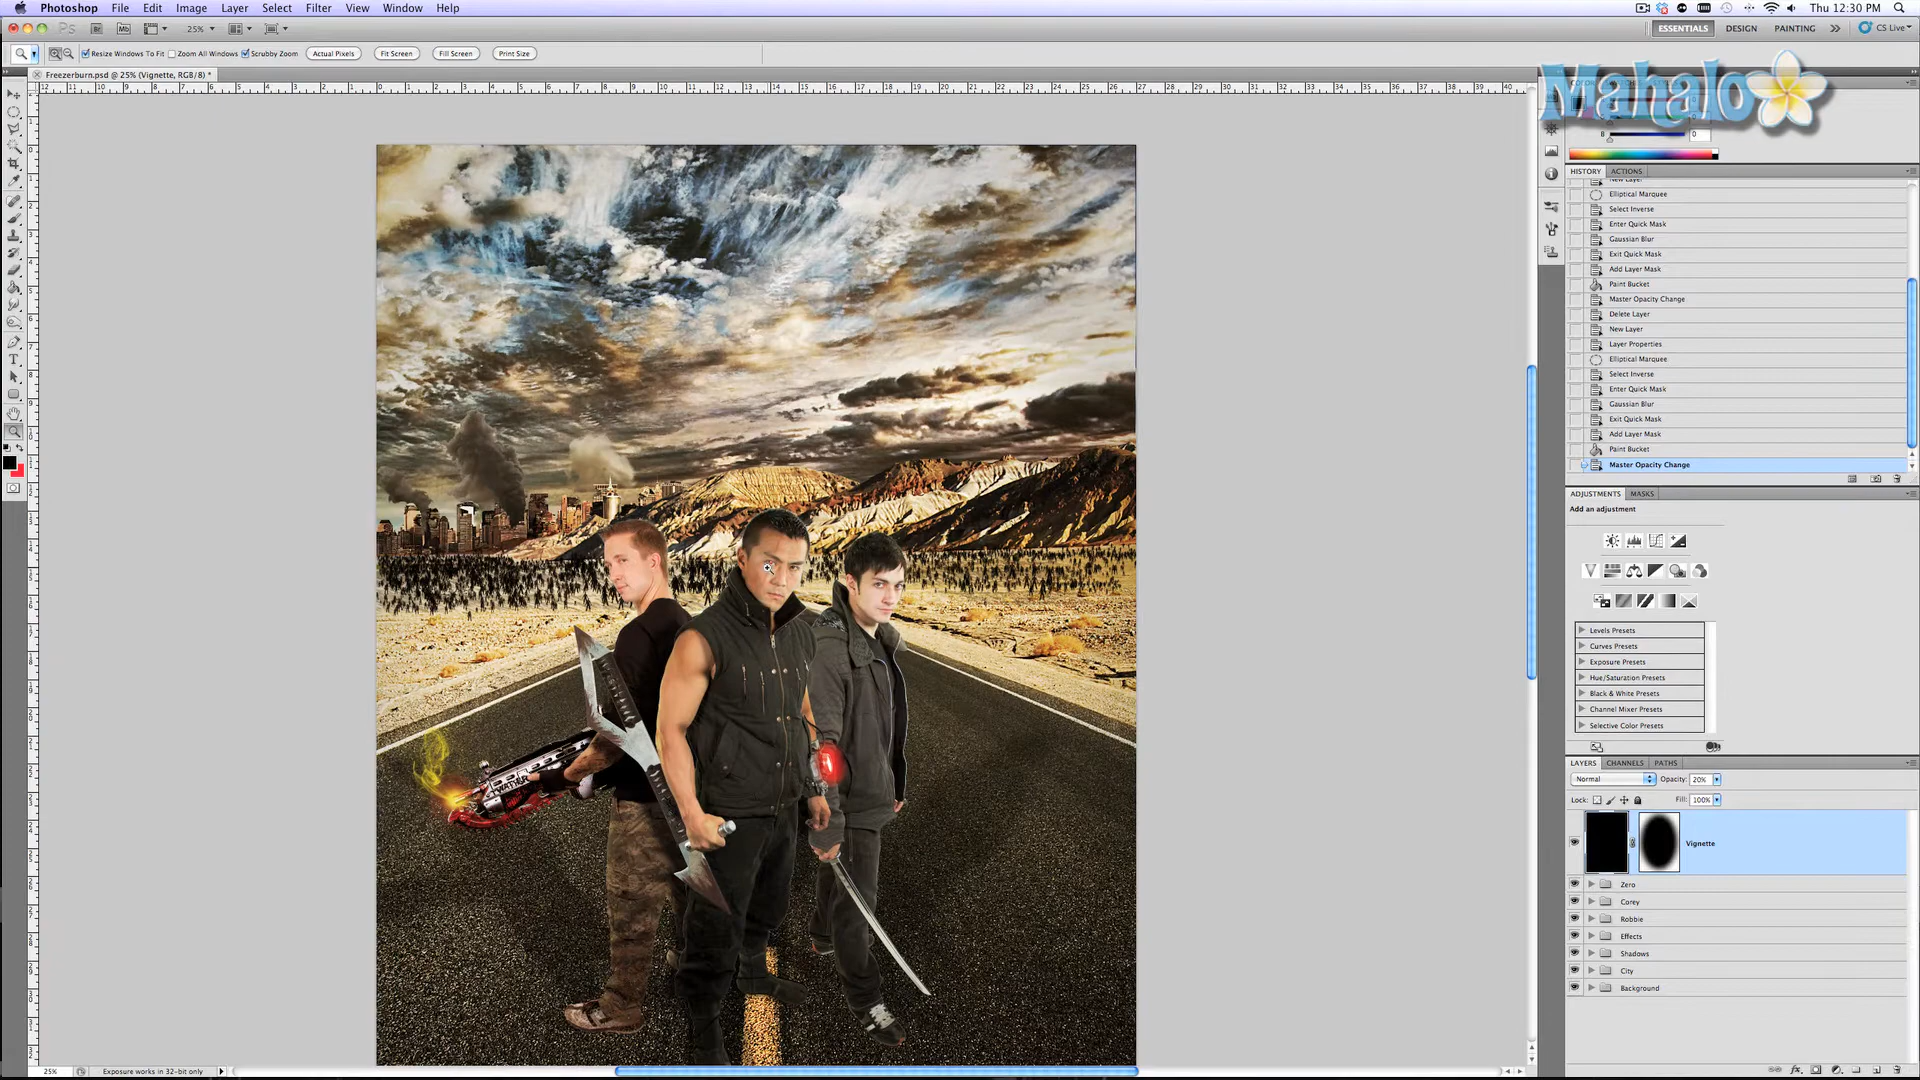 Photoshop File Edit Image Layer Select Filter View Window Help
Thu 12:30 PM
Ps Br Mb 25%
ESSENTIALS DESIGN PAINTING CS Live
Resize Windows To Fit Zoom All Windows Scrubby Zoom Actual Pixels Fit Screen Fill Screen Print Size
Freezerburn.psd @ 25% (Vignette, RGB/8) *
Mahalo
B 0
HISTORY ACTIONS
New Layer
Elliptical Marquee
Select Inverse
Enter Quick Mask
Gaussian Blur
Exit Quick Mask
Add Layer Mask
Paint Bucket
Master Opacity Change
Delete Layer
New Layer
Layer Properties
Elliptical Marquee
Select Inverse
Enter Quick Mask
Gaussian Blur
Exit Quick Mask
Add Layer Mask
Paint Bucket
Master Opacity Change
ADJUSTMENTS MASKS
Add an adjustment
Levels Presets
Curves Presets
Exposure Presets
Hue/Saturation Presets
Black & White Presets
Channel Mixer Presets
Selective Color Presets
LAYERS CHANNELS PATHS
Normal Opacity: 20%
Lock: Fill: 100%
Vignette
Zero
Corey
Robbie
Effects
Shadows
City
Background
25% Exposure works in 32-bit only